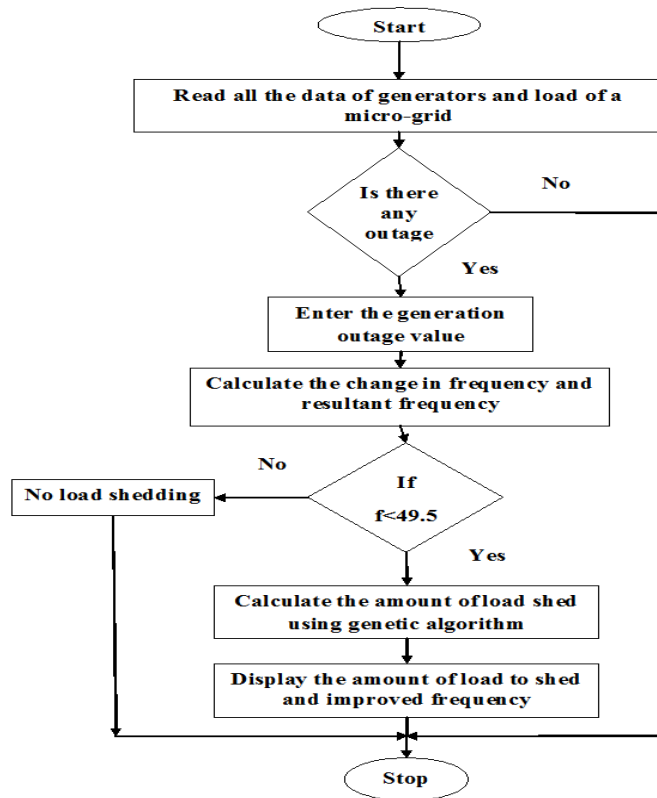 Start
Read all the data of generators and load of a
micro-grid
Is there
any
outage
No
Yes
Enter the generation
outage value
Calculate the change in frequency and
resultant frequency
No
No load shedding
If
f<49.5
Yes
Calculate the amount of load shed
using genetic algorithm
Display the amount of load to shed
and improved frequency
Stop